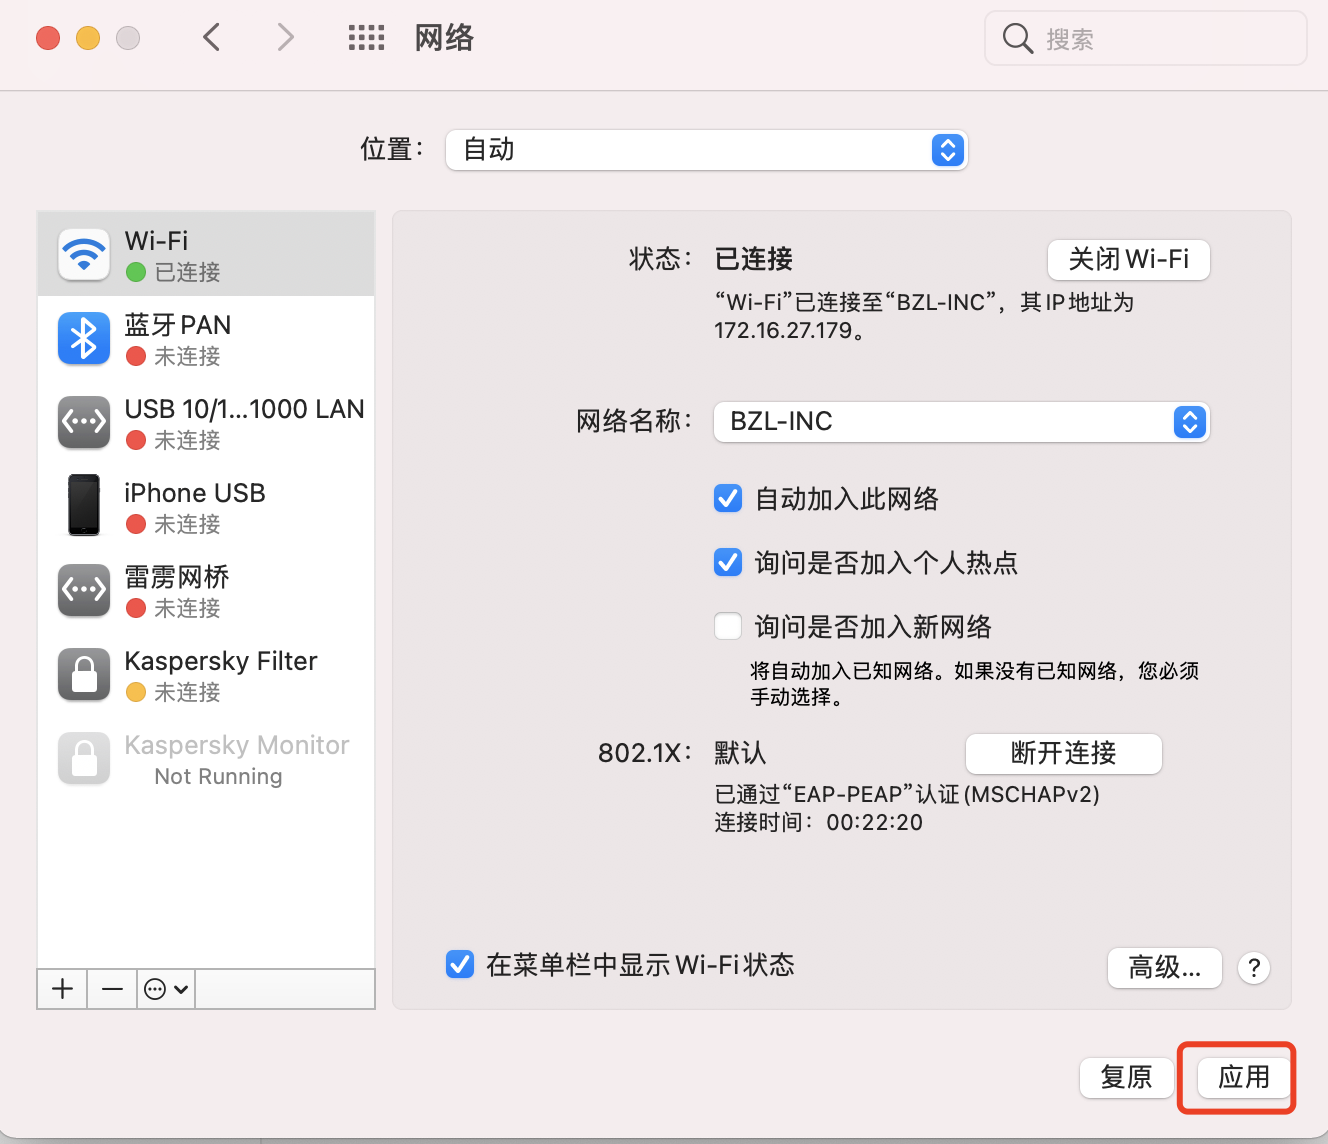 网络
搜索
位置：
自动
Wi-Fi
已连接
蓝牙 PAN
未连接
USB 10/1...1000 LAN
未连接
iPhone USB
未连接
雷雳网桥
未连接
Kaspersky Filter
未连接
Kaspersky Monitor
Not Running
状态：
已连接
关闭 Wi-Fi
“Wi-Fi”已连接至“BZL-INC”，其 IP 地址为
172.16.27.179。
网络名称：
BZL-INC
自动加入此网络
询问是否加入个人热点
询问是否加入新网络
将自动加入已知网络。如果没有已知网络，您必须
手动选择。
802.1X：
默认
断开连接
已通过“EAP-PEAP”认证 (MSCHAPv2)
连接时间：00:22:20
在菜单栏中显示 Wi-Fi 状态
高级...
?
复原
应用